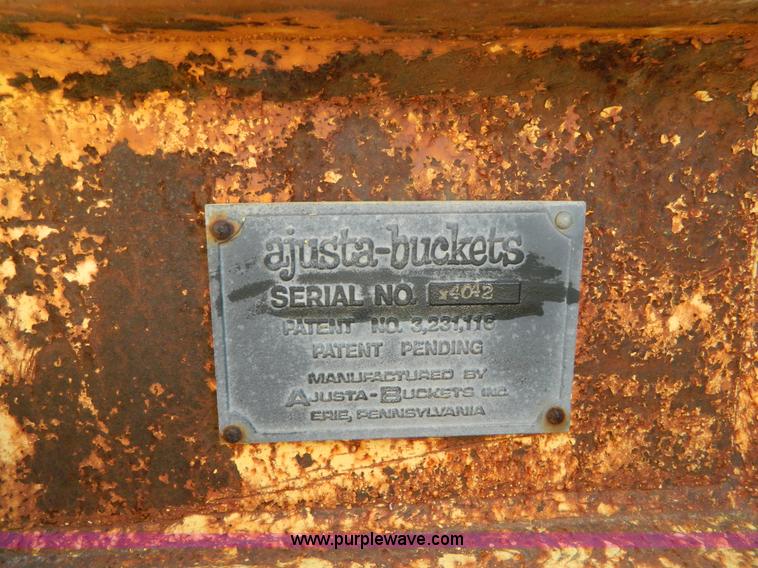 ajusta-buckets
SERIAL NO. x4042
PATENT NO. 3,231,116
PATENT PENDING
MANUFACTURED BY
AJUSTA-BUCKETS INC.
ERIE, PENNSYLVANIA
www.purplewave.com